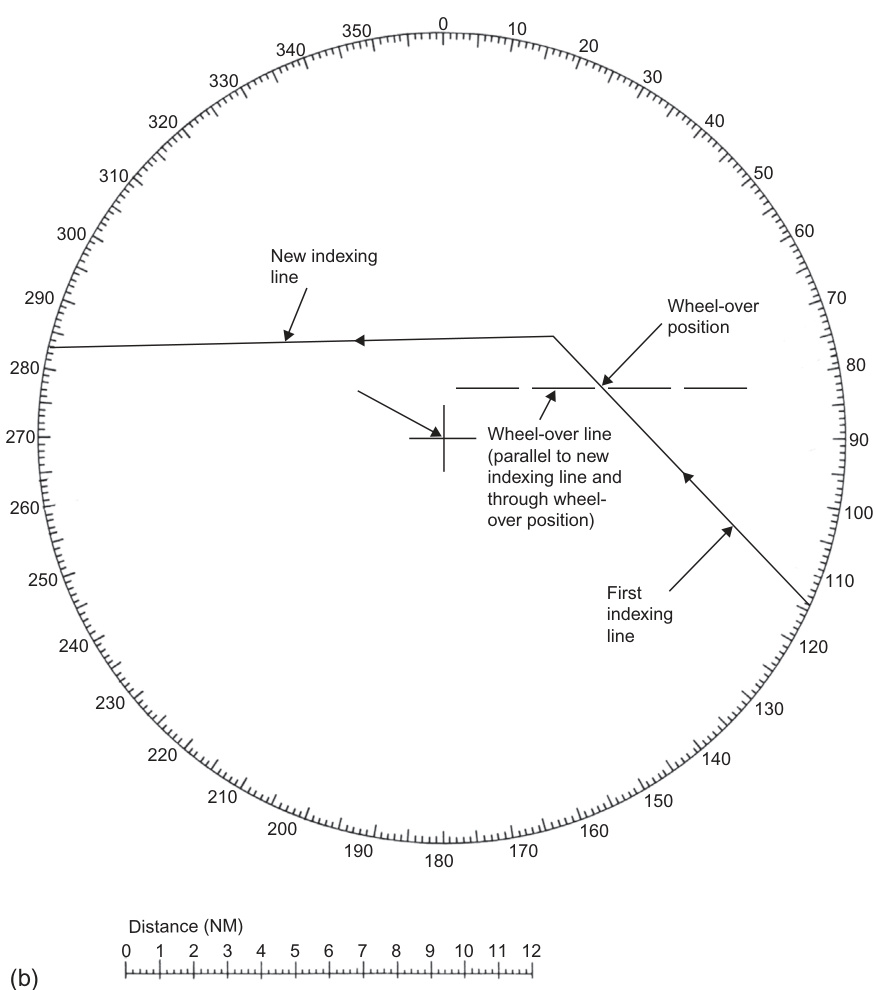 0
10
20
30
40
50
60
70
80
90
100
110
120
130
140
150
160
170
180
190
200
210
220
230
240
250
260
270
280
290
300
310
320
330
340
350
New indexing
line
Wheel-over
position
Wheel-over line
(parallel to new
indexing line and
through wheel-
over position)
First
indexing
line
Distance (NM)
0 1 2 3 4 5 6 7 8 9 10 11 12
(b)